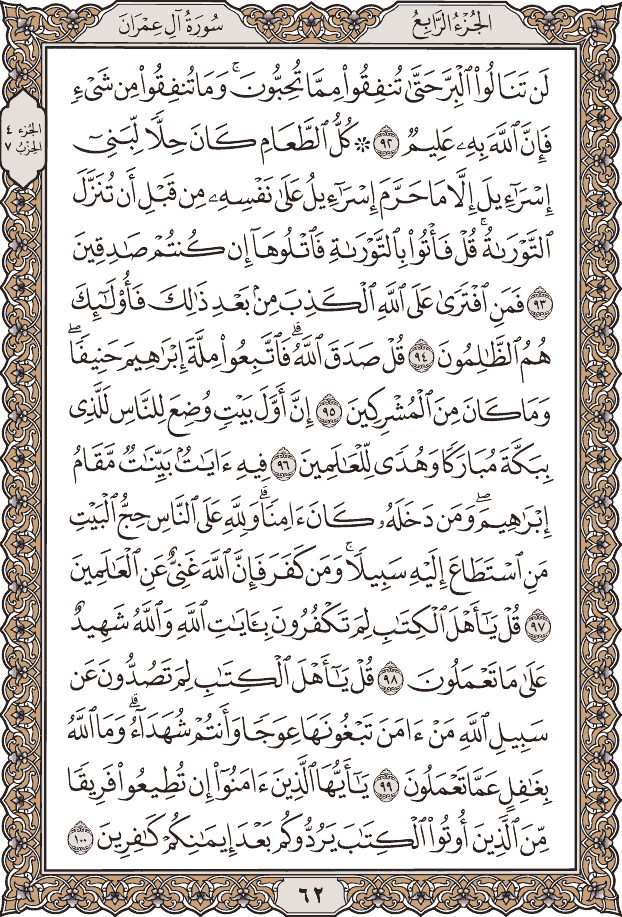 الجزء الرابع
سورة آل عمران
الجزء ٤
الحزب ٧
لَن تَنَالُوا۟ ٱلْبِرَّ حَتَّىٰ تُنفِقُوا۟ مِمَّا تُحِبُّونَ ۚ وَمَا تُنفِقُوا۟ مِن شَىْءٍ
فَإِنَّ ٱللَّهَ بِهِۦ عَلِيمٌ ٩٢ ۞ كُلُّ ٱلطَّعَامِ كَانَ حِلًّا لِّبَنِىٓ
إِسْرَٰٓءِيلَ إِلَّا مَا حَرَّمَ إِسْرَٰٓءِيلُ عَلَىٰ نَفْسِهِۦ مِن قَبْلِ أَن تُنَزَّلَ
ٱلتَّوْرَىٰةُ ۗ قُلْ فَأْتُوا۟ بِٱلتَّوْرَىٰةِ فَٱتْلُوهَآ إِن كُنتُمْ صَٰدِقِينَ
٩٣ فَمَنِ ٱفْتَرَىٰ عَلَى ٱللَّهِ ٱلْكَذِبَ مِنۢ بَعْدِ ذَٰلِكَ فَأُو۟لَٰٓئِكَ
هُمُ ٱلظَّٰلِمُونَ ٩٤ قُلْ صَدَقَ ٱللَّهُ ۗ فَٱتَّبِعُوا۟ مِلَّةَ إِبْرَٰهِيمَ حَنِيفًا ۖ
وَمَا كَانَ مِنَ ٱلْمُشْرِكِينَ ٩٥ إِنَّ أَوَّلَ بَيْتٍ وُضِعَ لِلنَّاسِ لَلَّذِى
بِبَكَّةَ مُبَارَكًا وَهُدًى لِّلْعَٰلَمِينَ ٩٦ فِيهِ ءَايَٰتٌۢ بَيِّنَٰتٌ مَّقَامُ
إِبْرَٰهِيمَ ۖ وَمَن دَخَلَهُۥ كَانَ ءَامِنًا ۗ وَلِلَّهِ عَلَى ٱلنَّاسِ حِجُّ ٱلْبَيْتِ
مَنِ ٱسْتَطَاعَ إِلَيْهِ سَبِيلًا ۚ وَمَن كَفَرَ فَإِنَّ ٱللَّهَ غَنِىٌّ عَنِ ٱلْعَٰلَمِينَ
٩٧ قُلْ يَٰٓأَهْلَ ٱلْكِتَٰبِ لِمَ تَكْفُرُونَ بِـَٔايَٰتِ ٱللَّهِ وَٱللَّهُ شَهِيدٌ
عَلَىٰ مَا تَعْمَلُونَ ٩٨ قُلْ يَٰٓأَهْلَ ٱلْكِتَٰبِ لِمَ تَصُدُّونَ عَن
سَبِيلِ ٱللَّهِ مَنْ ءَامَنَ تَبْغُونَهَا عِوَجًا وَأَنتُمْ شُهَدَآءُ ۗ وَمَا ٱللَّهُ
بِغَٰفِلٍ عَمَّا تَعْمَلُونَ ٩٩ يَٰٓأَيُّهَا ٱلَّذِينَ ءَامَنُوٓا۟ إِن تُطِيعُوا۟ فَرِيقًا
مِّنَ ٱلَّذِينَ أُوتُوا۟ ٱلْكِتَٰبَ يَرُدُّوكُم بَعْدَ إِيمَٰنِكُمْ كَٰفِرِينَ ١٠٠
٦٢